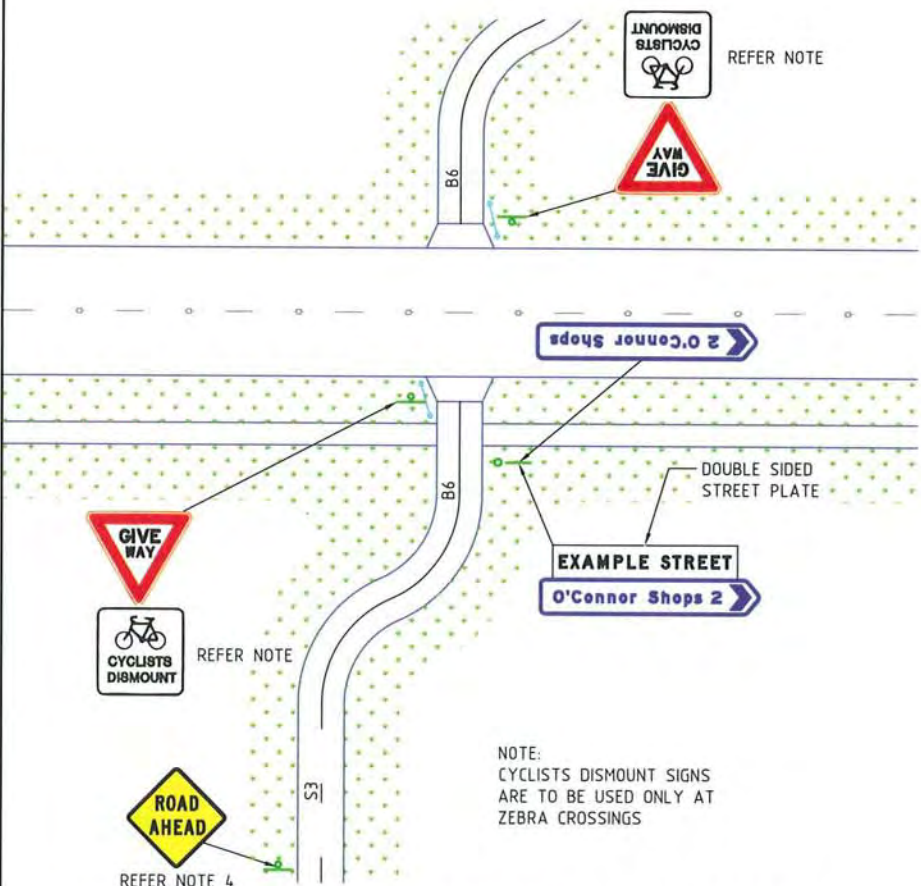 CYCLISTS
DISMOUNT
REFER NOTE
GIVE
WAY
B6
2 O'Connor Shops
B6
DOUBLE SIDED
STREET PLATE
EXAMPLE STREET
O'Connor Shops 2
GIVE
WAY
CYCLISTS
DISMOUNT
REFER NOTE
NOTE:
CYCLISTS DISMOUNT SIGNS
ARE TO BE USED ONLY AT
ZEBRA CROSSINGS
S3
ROAD
AHEAD
REFER NOTE 4